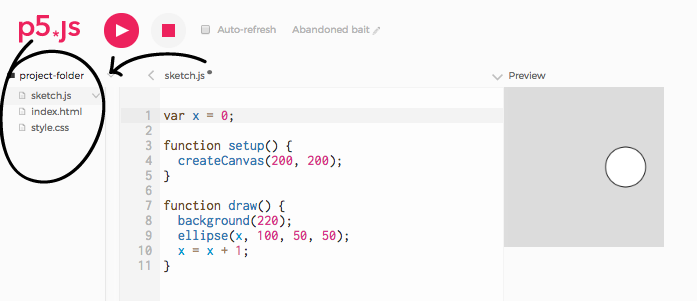 p5.js
Auto-refresh Abandoned bait
project-folder
sketch.js
index.html
style.css
sketch.js
Preview
1 var x = 0;
2
3 function setup() {
4 createCanvas(200, 200);
5 }
6
7 function draw() {
8 background(220);
9 ellipse(x, 100, 50, 50);
10 x = x + 1;
11 }